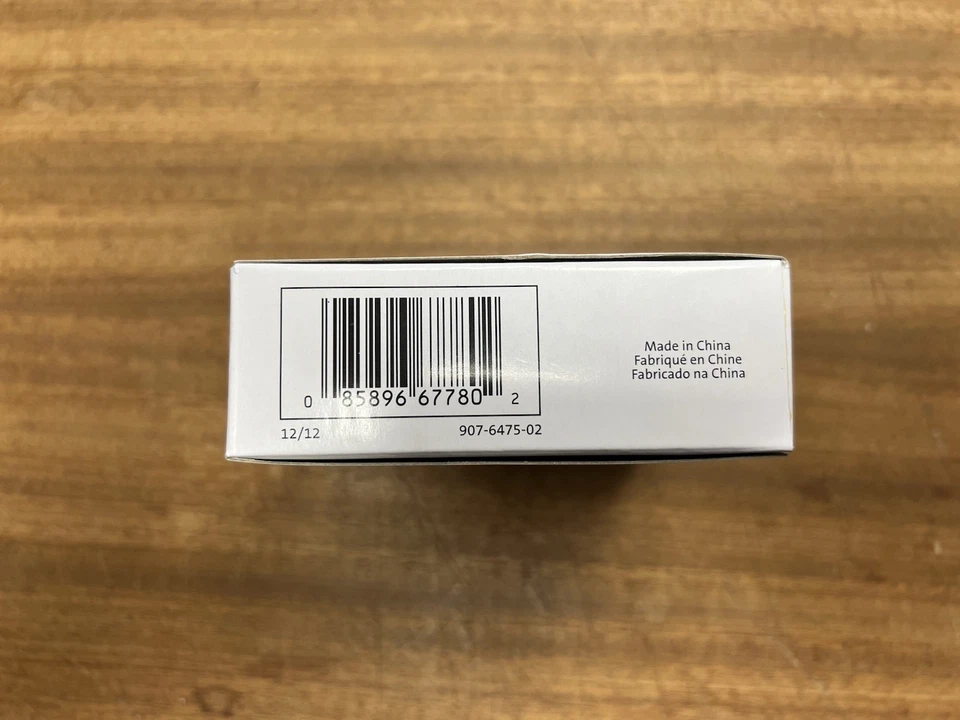 0 85896 67780 2
12/12 907-6475-02
Made in China
Fabriqué en Chine
Fabricado na China